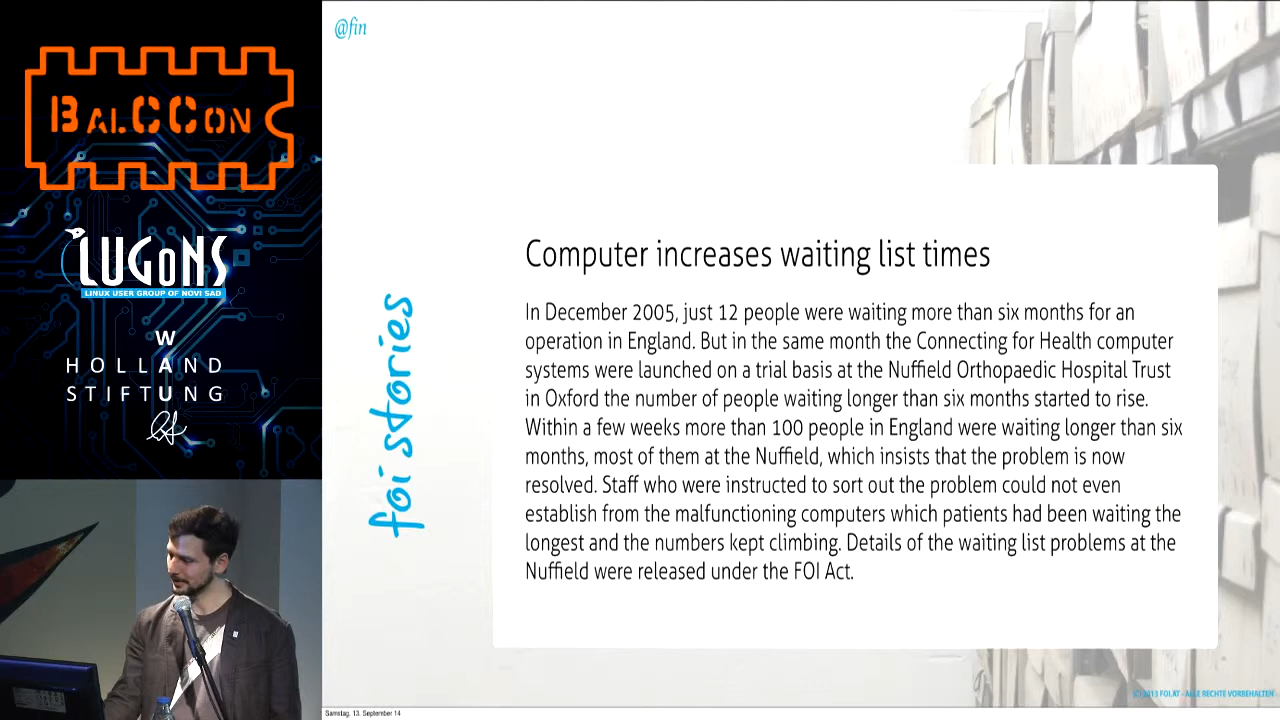 BALCCON
LUGONS
LINUX USER GROUP OF NOVI SAD
W
HOLLAND
STIFTUNG
@fin
foi stories
Computer increases waiting list times
In December 2005, just 12 people were waiting more than six months for an
operation in England. But in the same month the Connecting for Health computer
systems were launched on a trial basis at the Nuffield Orthopaedic Hospital Trust
in Oxford the number of people waiting longer than six months started to rise.
Within a few weeks more than 100 people in England were waiting longer than six
months, most of them at the Nuffield, which insists that the problem is now
resolved. Staff who were instructed to sort out the problem could not even
establish from the malfunctioning computers which patients had been waiting the
longest and the numbers kept climbing. Details of the waiting list problems at the
Nuffield were released under the FOI Act.
(C) 2013 FOI.AT - ALLE RECHTE VORBEHALTEN
Samstag, 13. September 14